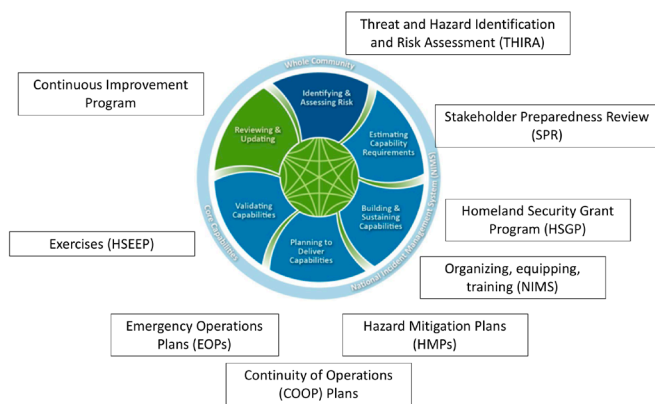 Threat and Hazard Identification
and Risk Assessment (THIRA)
Whole Community
Continuous Improvement
Program
Identifying &
Assessing Risk
Reviewing &
Updating
Estimating
Capability
Requirements
Stakeholder Preparedness Review
(SPR)
Validating
Capabilities
Building &
Sustaining
Capabilities
Planning to
Deliver
Capabilities
Core Capabilities
National Incident Management System (NIMS)
Homeland Security Grant
Program (HSGP)
Exercises (HSEEP)
Organizing, equipping,
training (NIMS)
Emergency Operations
Plans (EOPs)
Hazard Mitigation Plans
(HMPs)
Continuity of Operations
(COOP) Plans